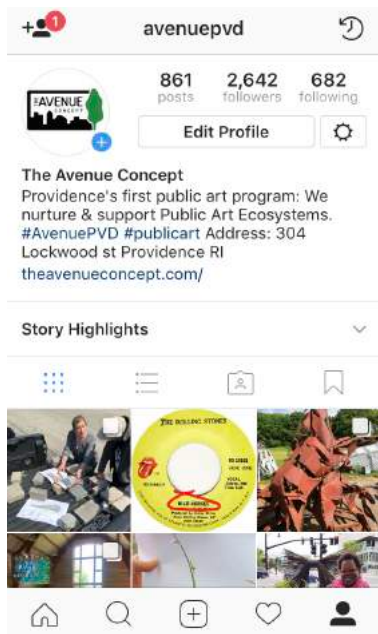 1
avenuepvd
THE AVENUE
CONCEPT
861 2,642 682
posts followers following
Edit Profile
The Avenue Concept
Providence's first public art program: We
nurture & support Public Art Ecosystems.
#AvenuePVD #publicart Address: 304
Lockwood st Providence RI
theavenueconcept.com/
Story Highlights
THE ROLLING STONES
WILD HORSES